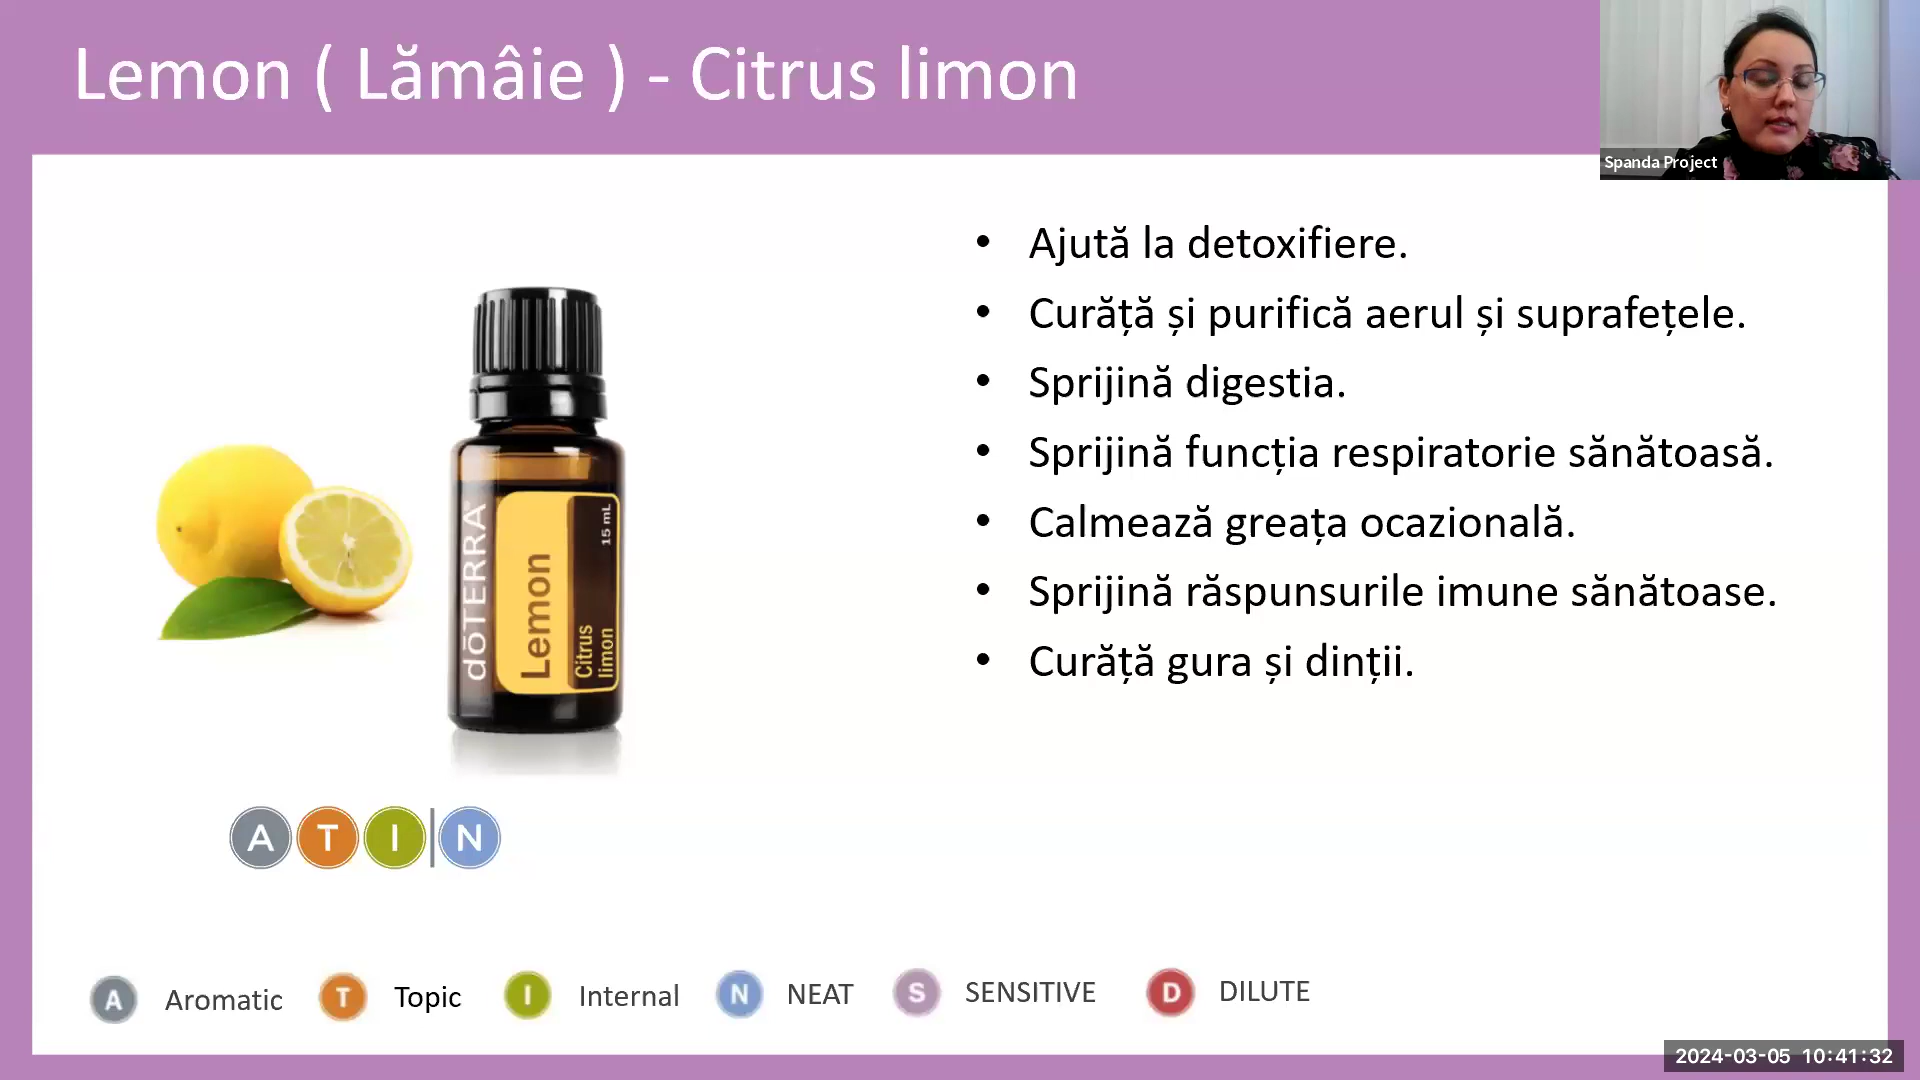 Lemon ( Lămâie ) - Citrus limon
Spanda Project
• Ajută la detoxifiere.
• Curăță și purifică aerul și suprafețele.
• Sprijină digestia.
• Sprijină funcția respiratorie sănătoasă.
• Calmează greața ocazională.
• Sprijină răspunsurile imune sănătoase.
• Curăță gura și dinții.
dōTERRA®
Lemon
Citrus
limon
15 mL
A T I | N
A Aromatic T Topic I Internal N NEAT S SENSITIVE D DILUTE
2024-03-05 10:41:32